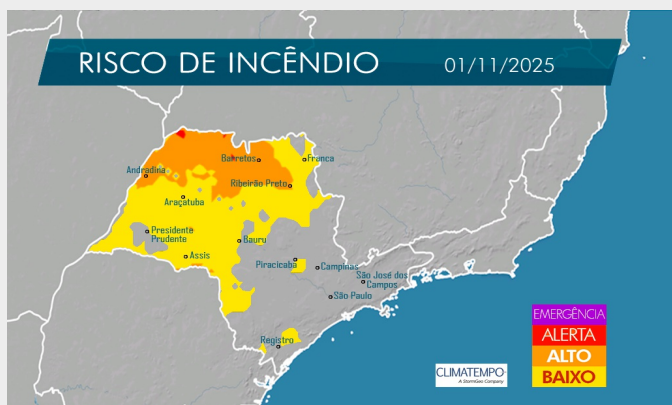 RISCO DE INCÊNDIO 01/11/2025
Barretos
Franca
Andradina
Ribeirão Preto
Araçatuba
Presidente
Prudente
Bauru
Assis
Piracicaba
Campinas
São José dos
Campos
São Paulo
Registro
EMERGÊNCIA
ALERTA
ALTO
BAIXO
CLIMATEMPO
A StormGeo Company